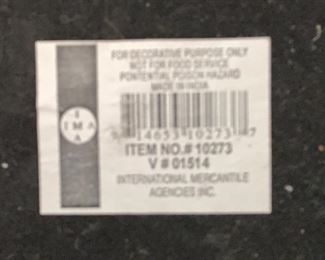 FOR DECORATIVE PURPOSE ONLY
NOT FOR FOOD SERVICE
PONTENTIAL POISON HAZARD
MADE IN INDIA
I
I M A
A
14653 10273 7
ITEM NO.# 10273
V # 01514
INTERNATIONAL MERCANTILE
AGENCIES INC.